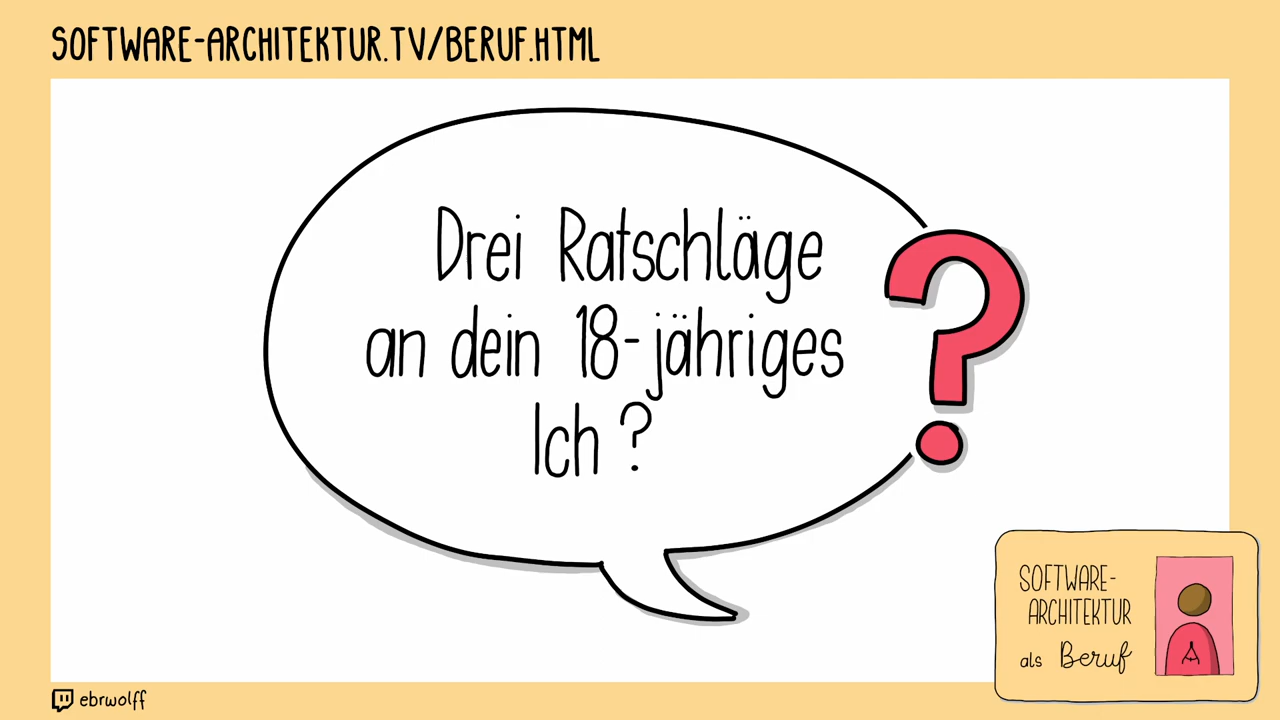 SOFTWARE-ARCHITEKTUR.TV/BERUF.HTML
Drei Ratschläge
an dein 18-jähriges
Ich ?
?
SOFTWARE-
ARCHITEKTUR
als Beruf
ebrwolff